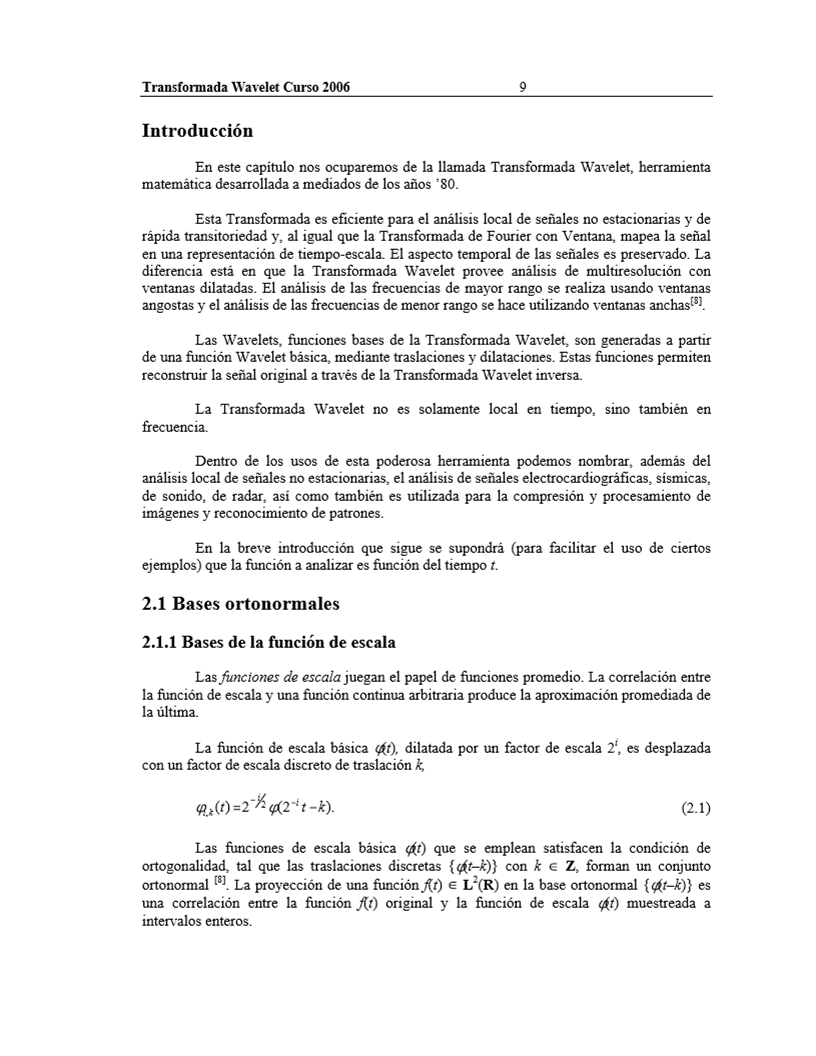 Transformada Wavelet Curso 2006 9
Introducción
En este capítulo nos ocuparemos de la llamada Transformada Wavelet, herramienta
matemática desarrollada a mediados de los años ˈ80.
Esta Transformada es eficiente para el análisis local de señales no estacionarias y de
rápida transitoriedad y, al igual que la Transformada de Fourier con Ventana, mapea la señal
en una representación de tiempo-escala. El aspecto temporal de las señales es preservado. La
diferencia está en que la Transformada Wavelet provee análisis de multiresolución con
ventanas dilatadas. El análisis de las frecuencias de mayor rango se realiza usando ventanas
angostas y el análisis de las frecuencias de menor rango se hace utilizando ventanas anchas[8].
Las Wavelets, funciones bases de la Transformada Wavelet, son generadas a partir
de una función Wavelet básica, mediante traslaciones y dilataciones. Estas funciones permiten
reconstruir la señal original a través de la Transformada Wavelet inversa.
La Transformada Wavelet no es solamente local en tiempo, sino también en
frecuencia.
Dentro de los usos de esta poderosa herramienta podemos nombrar, además del
análisis local de señales no estacionarias, el análisis de señales electrocardiográficas, sísmicas,
de sonido, de radar, así como también es utilizada para la compresión y procesamiento de
imágenes y reconocimiento de patrones.
En la breve introducción que sigue se supondrá (para facilitar el uso de ciertos
ejemplos) que la función a analizar es función del tiempo t.
2.1 Bases ortonormales
2.1.1 Bases de la función de escala
Las funciones de escala juegan el papel de funciones promedio. La correlación entre
la función de escala y una función continua arbitraria produce la aproximación promediada de
la última.
La función de escala básica φ(t), dilatada por un factor de escala 2^i, es desplazada
con un factor de escala discreto de traslación k,
φ_{i,k}(t)=2^{-i/2} φ(2^{-i} t−k). (2.1)
Las funciones de escala básica φ(t) que se emplean satisfacen la condición de
ortogonalidad, tal que las traslaciones discretas {φ(t–k)} con k ∈ Z, forman un conjunto
ortonormal [8]. La proyección de una función f(t) ∈ L²(R) en la base ortonormal {φ(t–k)} es
una correlación entre la función f(t) original y la función de escala φ(t) muestreada a
intervalos enteros.